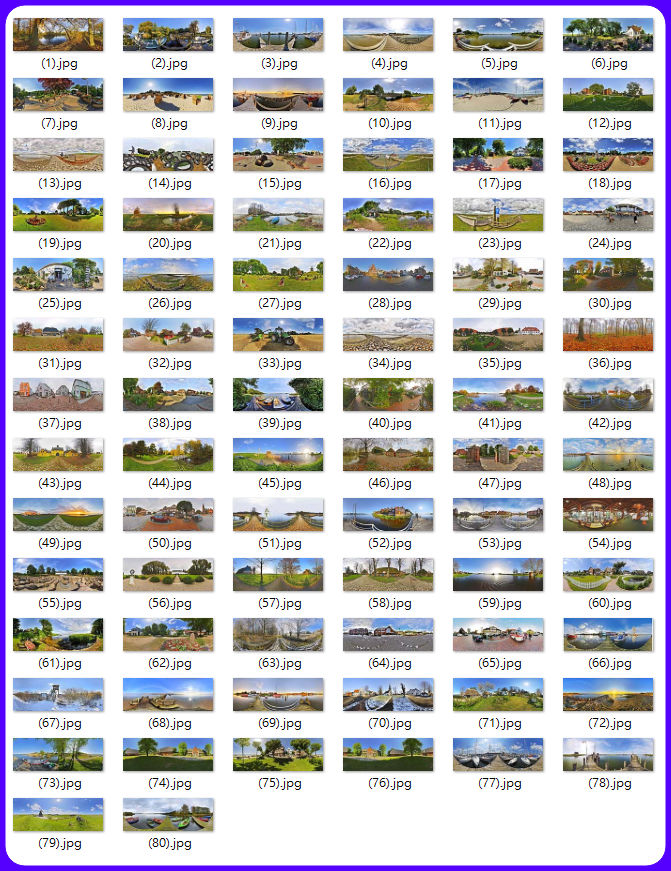 (1).jpg (2).jpg (3).jpg (4).jpg (5).jpg (6).jpg
(7).jpg (8).jpg (9).jpg (10).jpg (11).jpg (12).jpg
(13).jpg (14).jpg (15).jpg (16).jpg (17).jpg (18).jpg
(19).jpg (20).jpg (21).jpg (22).jpg (23).jpg (24).jpg
(25).jpg (26).jpg (27).jpg (28).jpg (29).jpg (30).jpg
(31).jpg (32).jpg (33).jpg (34).jpg (35).jpg (36).jpg
(37).jpg (38).jpg (39).jpg (40).jpg (41).jpg (42).jpg
(43).jpg (44).jpg (45).jpg (46).jpg (47).jpg (48).jpg
(49).jpg (50).jpg (51).jpg (52).jpg (53).jpg (54).jpg
(55).jpg (56).jpg (57).jpg (58).jpg (59).jpg (60).jpg
(61).jpg (62).jpg (63).jpg (64).jpg (65).jpg (66).jpg
(67).jpg (68).jpg (69).jpg (70).jpg (71).jpg (72).jpg
(73).jpg (74).jpg (75).jpg (76).jpg (77).jpg (78).jpg
(79).jpg (80).jpg